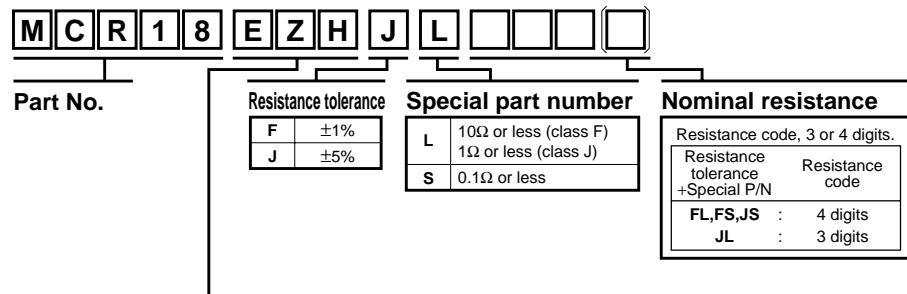 MCR18 EZH J L
Part No.
Resistance tolerance
F ±1%
J ±5%
Special part number
L 10Ω or less (class F)
1Ω or less (class J)
S 0.1Ω or less
Nominal resistance
Resistance code, 3 or 4 digits.
Resistance
tolerance
+Special P/N
Resistance
code
FL,FS,JS : 4 digits
JL : 3 digits